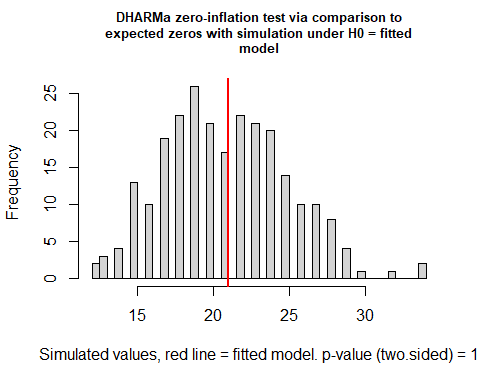 DHARMa zero-inflation test via comparison to
expected zeros with simulation under H0 = fitted
model
Frequency
25
20
15
10
5
0
15 20 25 30
Simulated values, red line = fitted model. p-value (two.sided) = 1